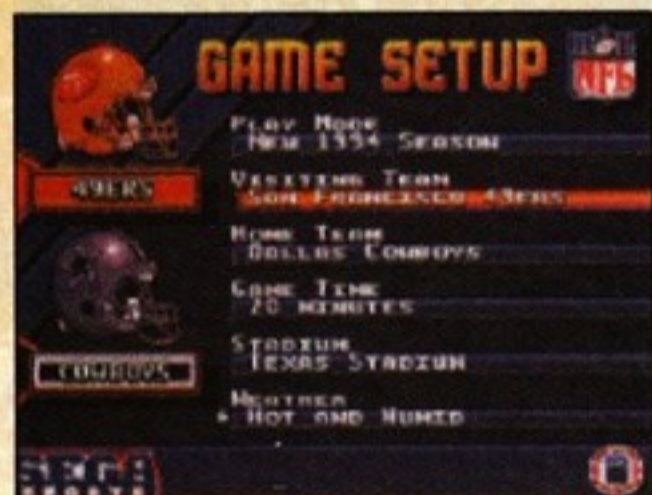 GAME SETUP
NFL
PLAY MODE
NEW 1994 SEASON
49ERS
VISITING TEAM
SAN FRANCISCO 49ERS
HOME TEAM
DALLAS COWBOYS
GAME TIME
20 MINUTES
COWBOYS
STADIUM
TEXAS STADIUM
WEATHER
HOT AND HUMID
SEGA
SPORTS